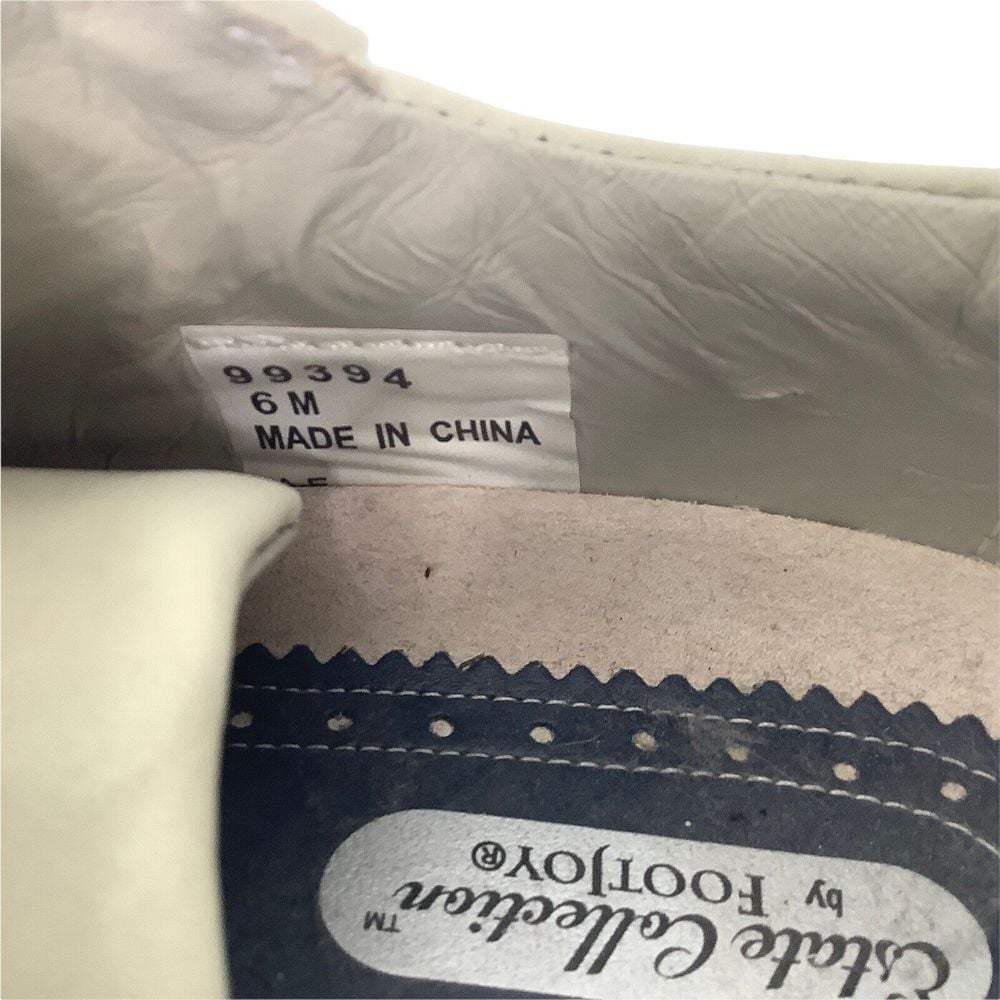 99394
6 M
MADE IN CHINA
Estate Collection™
by FOOTJOY®